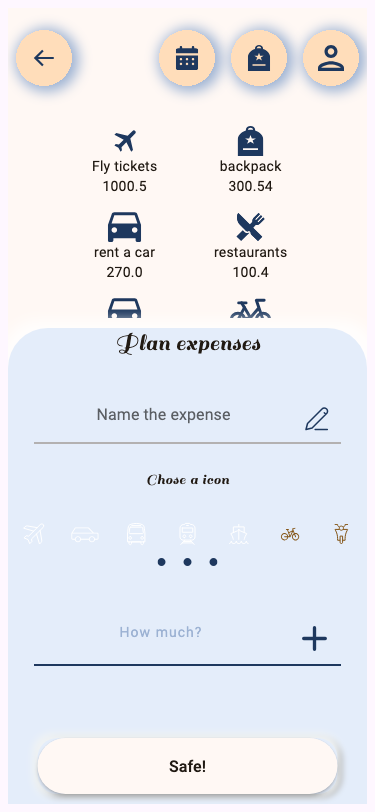 Fly tickets
backpack
1000.5
300.54
rent a car
restaurants
270.0
100.4
Plan expenses
Name the expense
Chose a icon
How much?
Safe!